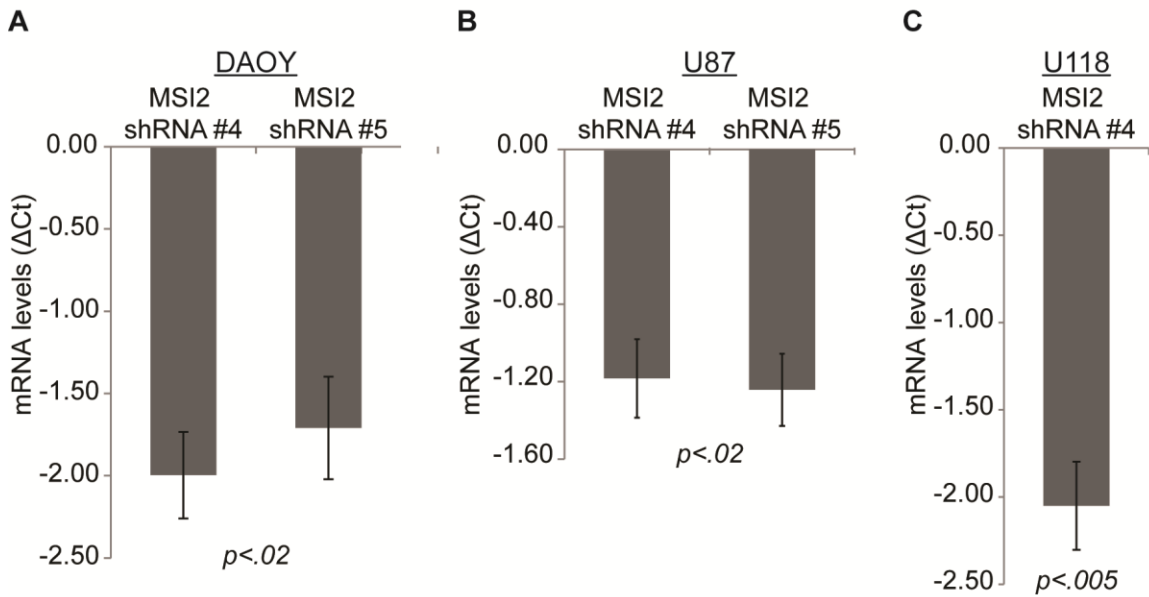 A
DAOY
MSI2 MSI2
shRNA #4 shRNA #5
mRNA levels (ΔCt)
0.00
-0.50
-1.00
-1.50
-2.00
-2.50
p<.02
B
U87
MSI2 MSI2
shRNA #4 shRNA #5
mRNA levels (ΔCt)
0.00
-0.40
-0.80
-1.20
-1.60
p<.02
C
U118
MSI2
shRNA #4
mRNA levels (ΔCt)
0.00
-0.50
-1.00
-1.50
-2.00
-2.50
p<.005